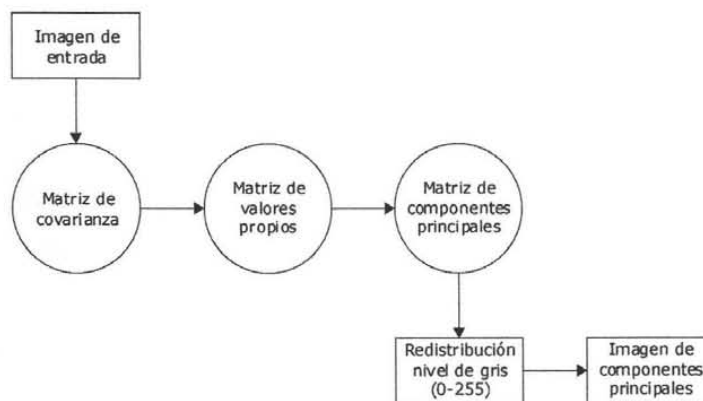 Imagen de
entrada
Matriz de
covarianza
Matriz de
valores
propios
Matriz de
componentes
principales
Redistribución
nivel de gris
(0-255)
Imagen de
componentes
principales